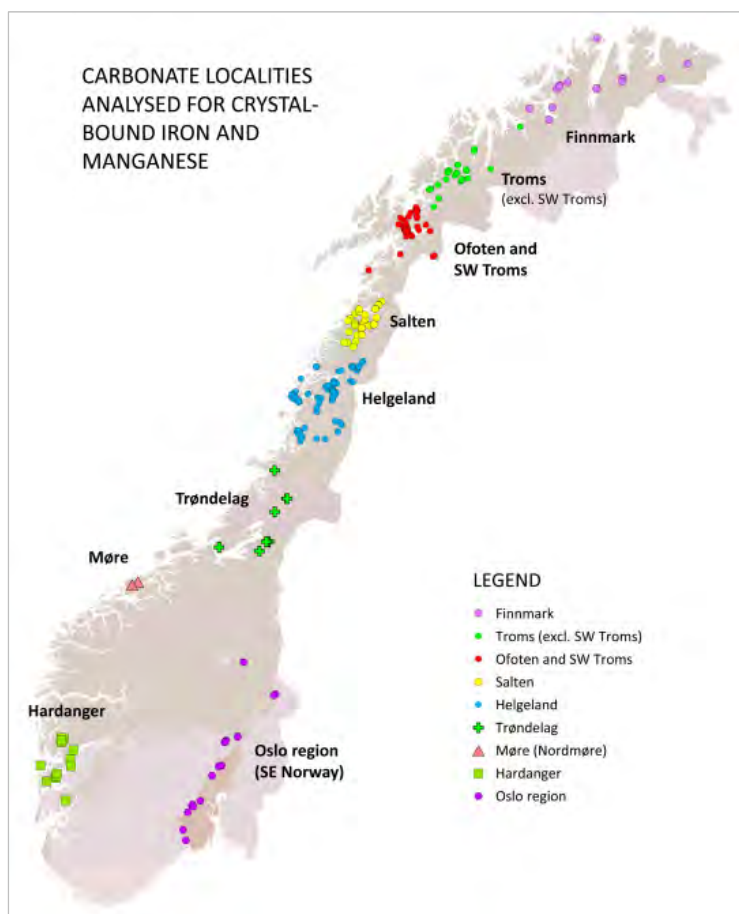 CARBONATE LOCALITIES
ANALYSED FOR CRYSTAL-
BOUND IRON AND
MANGANESE
Finnmark
Troms
(excl. SW Troms)
Ofoten and
SW Troms
Salten
Helgeland
Trøndelag
Møre
Hardanger
Oslo region
(SE Norway)
LEGEND
Finnmark
Troms (excl. SW Troms)
Ofoten and SW Troms
Salten
Helgeland
Trøndelag
Møre (Nordmøre)
Hardanger
Oslo region